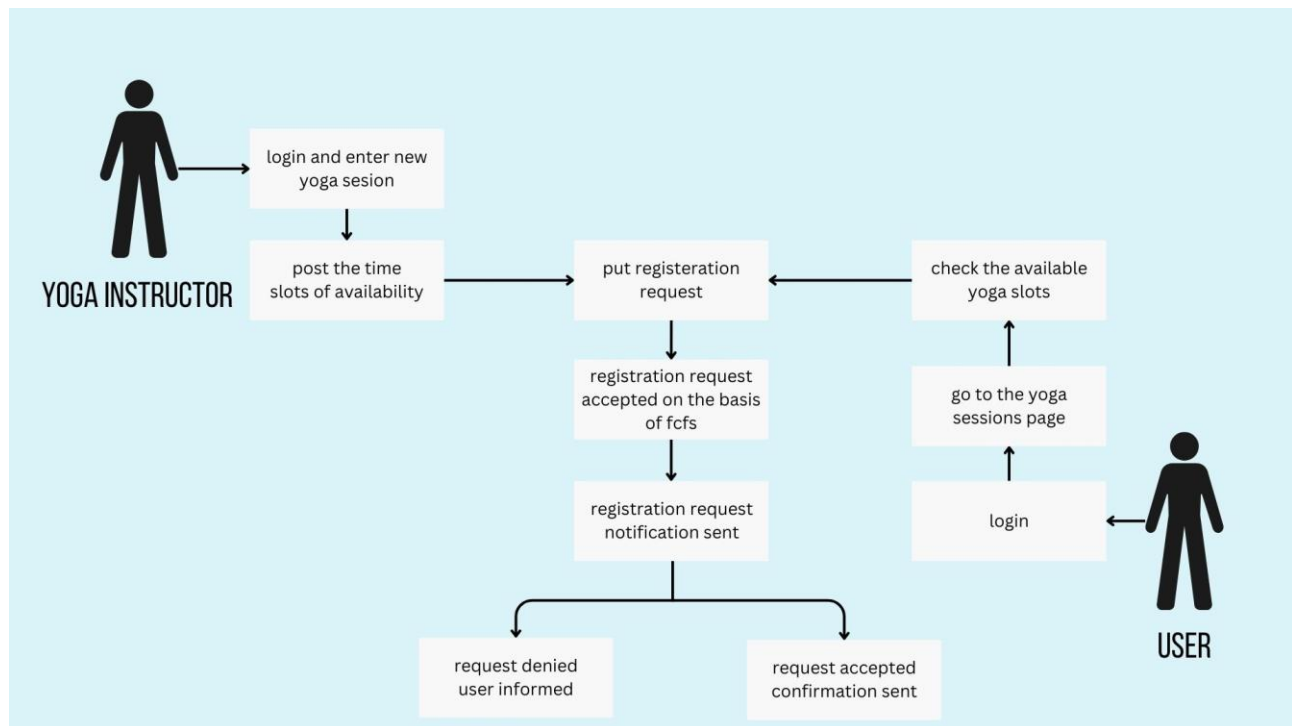 login and enter new
yoga sesion
YOGA INSTRUCTOR
post the time
slots of availability
put registeration
request
check the available
yoga slots
registration request
accepted on the basis
of fcfs
go to the yoga
sessions page
registration request
notification sent
login
USER
request denied
user informed
request accepted
confirmation sent